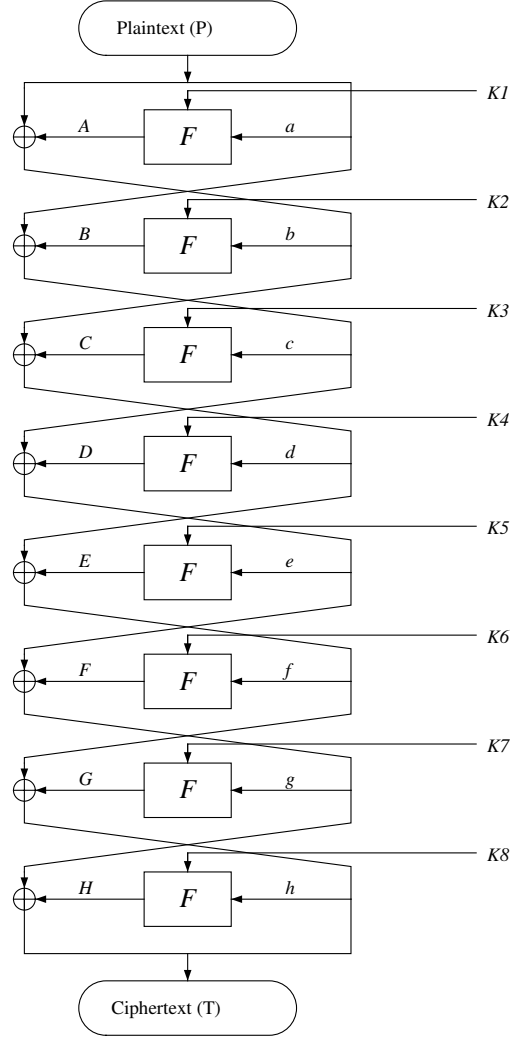 Plaintext (P)
K1
A F a
K2
B F b
K3
C F c
K4
D F d
K5
E F e
K6
F F f
K7
G F g
K8
H F h
Ciphertext (T)